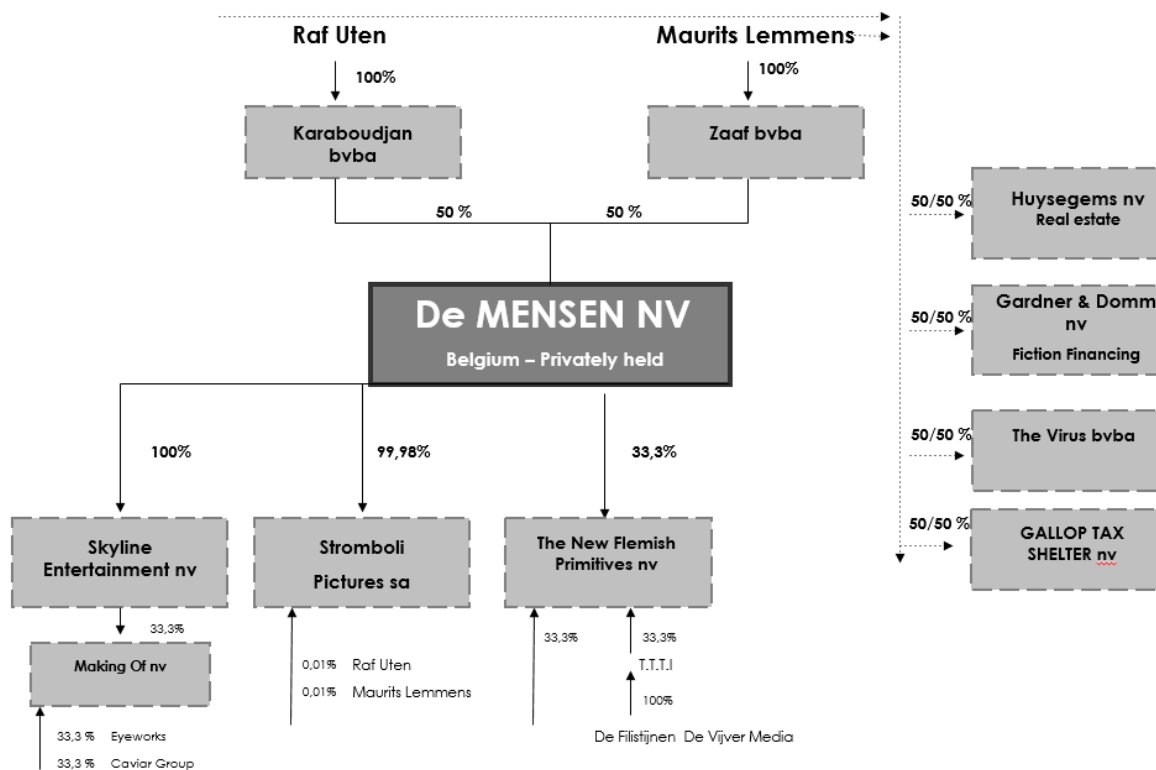 Raf Uten
Maurits Lemmens
100%
100%
Karaboudjan
bvba
Zaaf bvba
50 %
50 %
50/50 %
Huysegems nv
Real estate
De MENSEN NV
Belgium – Privately held
50/50 %
Gardner & Domm
nv
Fiction Financing
50/50 %
The Virus bvba
100%
99,98%
33,3%
50/50 %
GALLOP TAX
SHELTER nv
Skyline
Entertainment nv
Stromboli
Pictures sa
The New Flemish
Primitives nv
33,3%
Making Of nv
33,3 % Eyeworks
33,3 % Caviar Group
0,01% Raf Uten
0,01% Maurits Lemmens
33,3%
33,3%
T.T.T.I
100%
De Filistijnen De Vijver Media